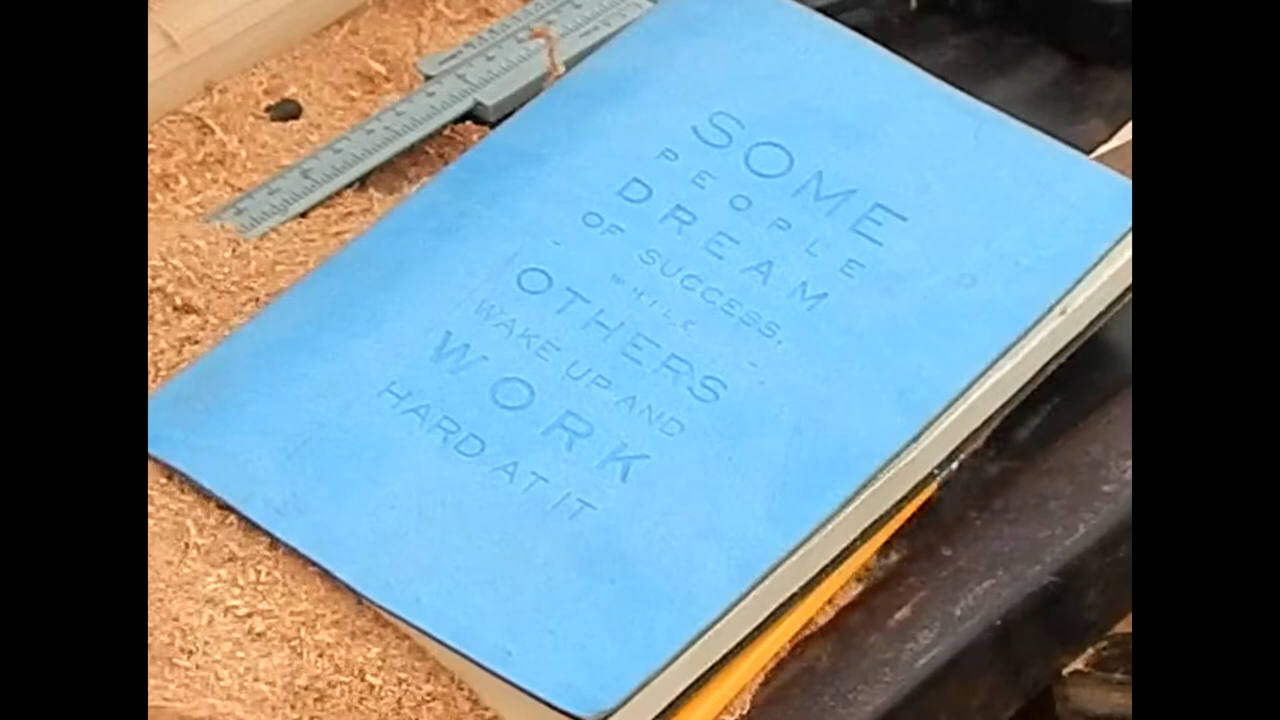 SOME
PEOPLE
DREAM
OF SUCCESS,
WHILE
OTHERS
WAKE UP AND
WORK
HARD AT IT